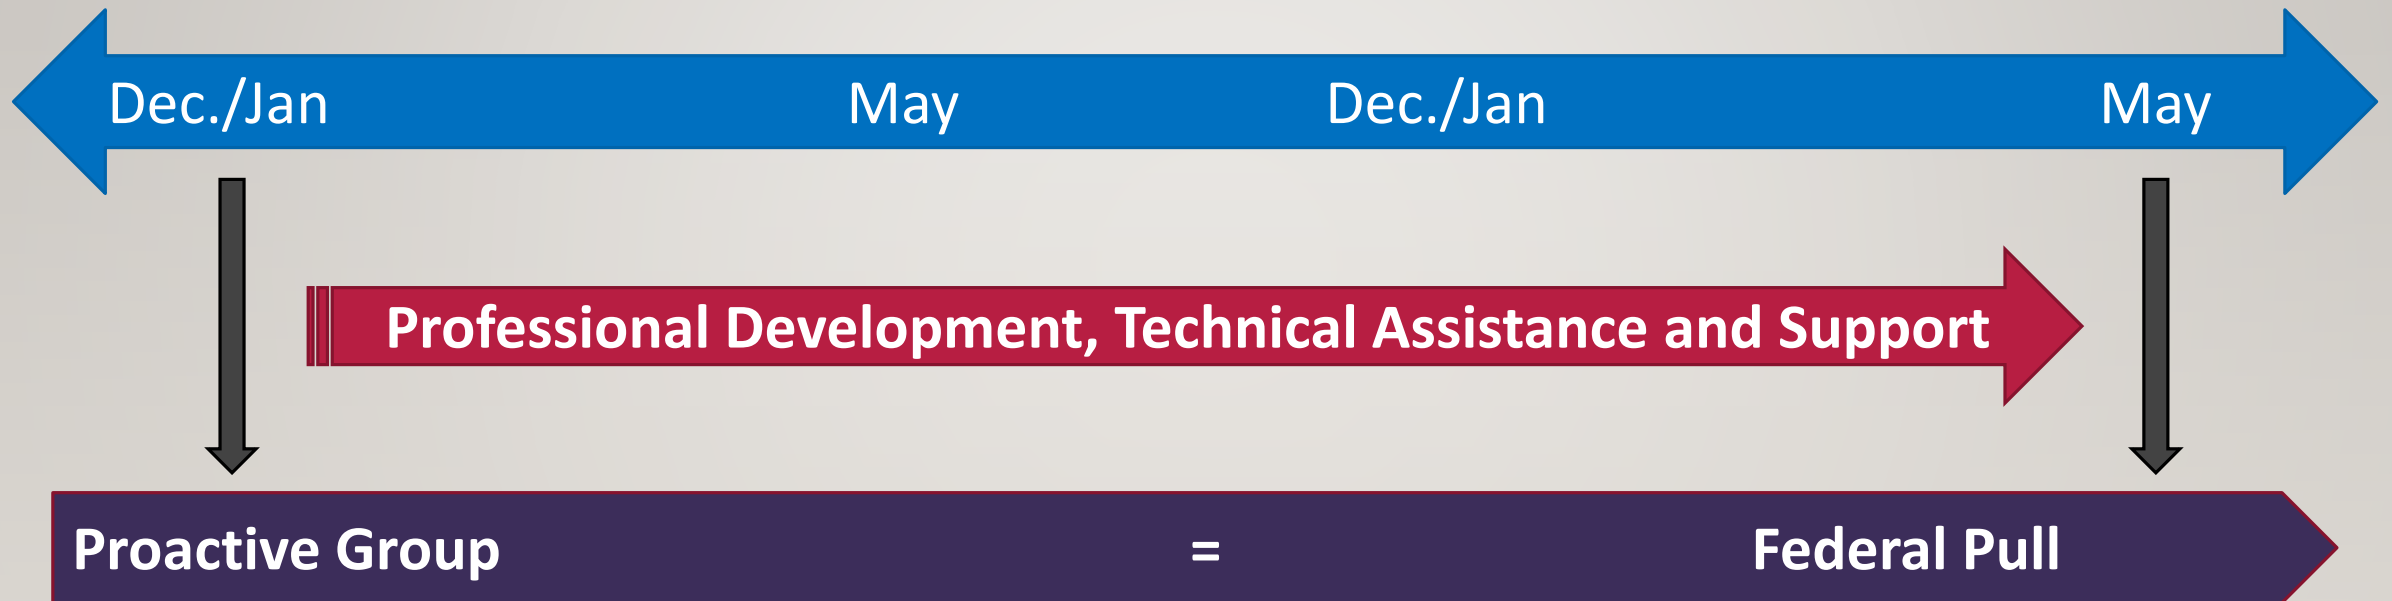 Dec./Jan May Dec./Jan May
Professional Development, Technical Assistance and Support
Proactive Group = Federal Pull